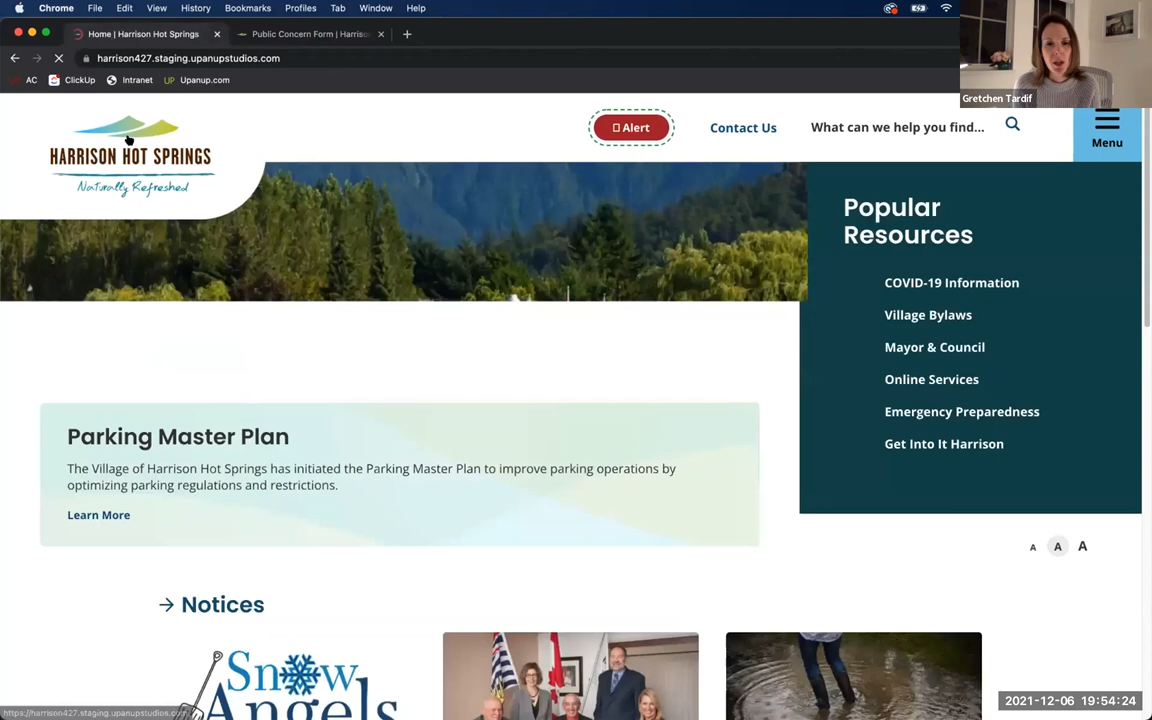 Chrome File Edit View History Bookmarks Profiles Tab Window Help
Home | Harrison Hot Springs
Public Concern Form | Harriso
harrison427.staging.upanupstudios.com
AC ClickUp Intranet UP Upanup.com
Gretchen Tardif
HARRISON HOT SPRINGS
Naturally Refreshed
Alert
Contact Us
What can we help you find...
Menu
Popular
Resources
COVID-19 Information
Village Bylaws
Mayor & Council
Online Services
Emergency Preparedness
Get Into It Harrison
Parking Master Plan
The Village of Harrison Hot Springs has initiated the Parking Master Plan to improve parking operations by
optimizing parking regulations and restrictions.
Learn More
A A A
→ Notices
Snow
Angels
https://harrison427.staging.upanupstudios.com
2021-12-06 19:54:24